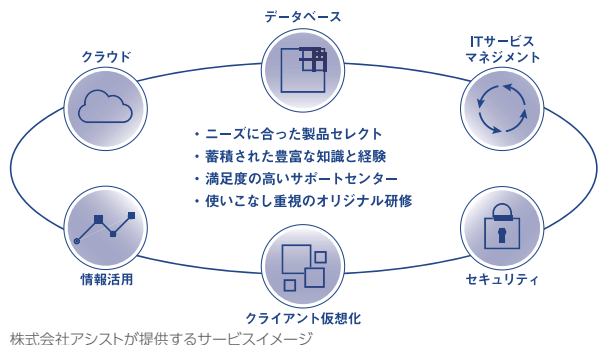 データベース
クラウド
ITサービス
マネジメント
・ニーズに合った製品セレクト
・蓄積された豊富な知識と経験
・満足度の高いサポートセンター
・使いこなし重視のオリジナル研修
情報活用
セキュリティ
クライアント仮想化
株式会社アシストが提供するサービスイメージ